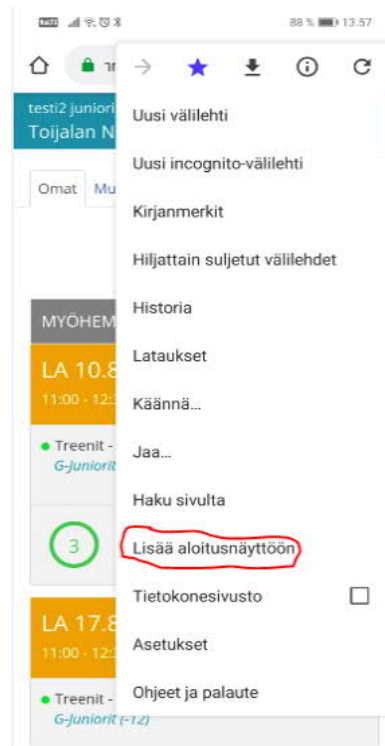 88 % 13.57
testi2 juniori
Toijalan N
Omat Mu
MYÖHEM
LA 10.8
11:00 - 12:
Treenit -
G-Juniorit
3
LA 17.8
11:00 - 12:
Treenit -
G-Juniorit (-12)
Uusi välilehti
Uusi incognito-välilehti
Kirjanmerkit
Hiljattain suljetut välilehdet
Historia
Lataukset
Käännä...
Jaa...
Haku sivulta
Lisää aloitusnäyttöön
Tietokonesivusto
Asetukset
Ohjeet ja palaute